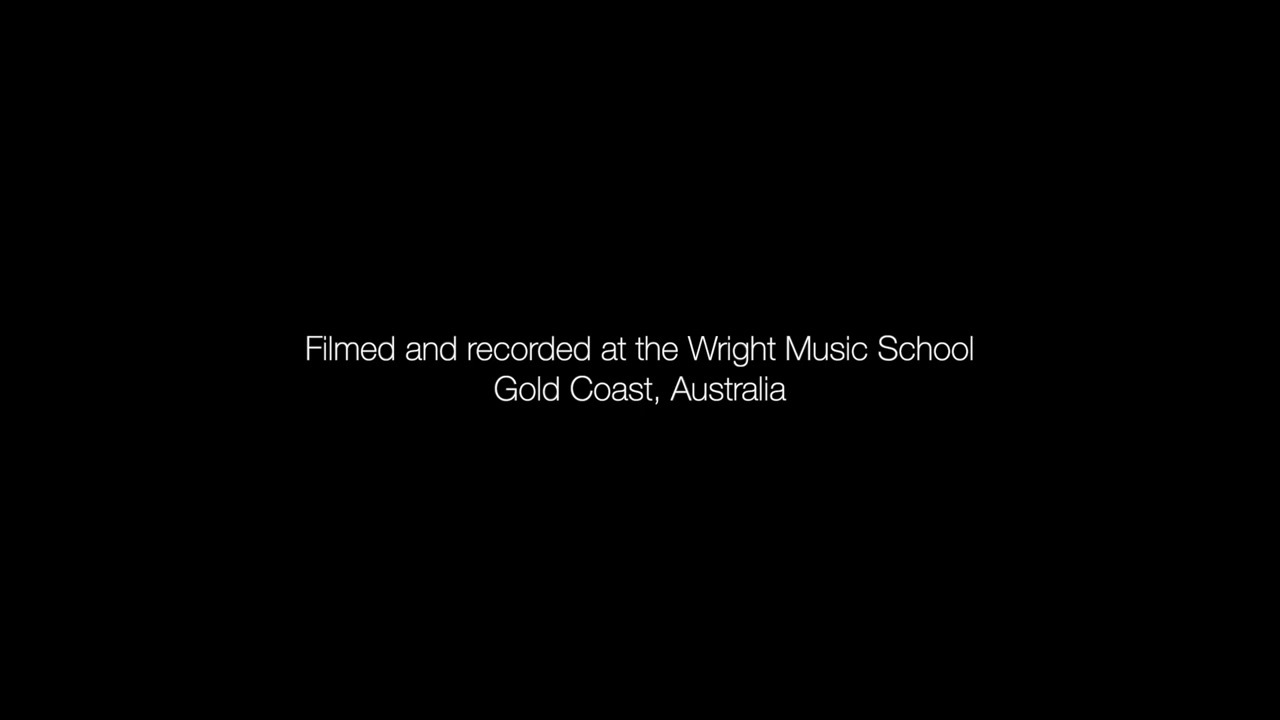 Filmed and recorded at the Wright Music School
Gold Coast, Australia